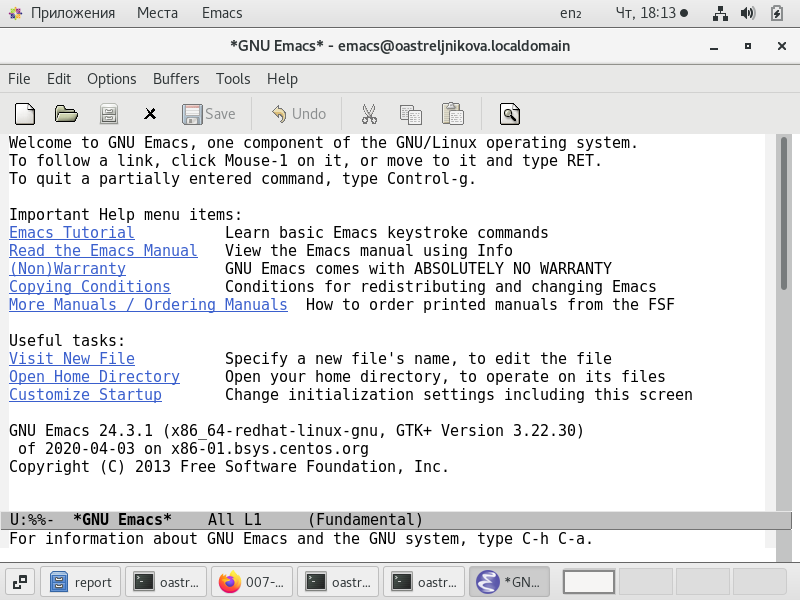 Приложения Места Emacs en₂ Чт, 18:13
*GNU Emacs* - emacs@oastreljnikova.localdomain
File Edit Options Buffers Tools Help
Save Undo
Welcome to GNU Emacs, one component of the GNU/Linux operating system.
To follow a link, click Mouse-1 on it, or move to it and type RET.
To quit a partially entered command, type Control-g.
Important Help menu items:
Emacs Tutorial Learn basic Emacs keystroke commands
Read the Emacs Manual View the Emacs manual using Info
(Non)Warranty GNU Emacs comes with ABSOLUTELY NO WARRANTY
Copying Conditions Conditions for redistributing and changing Emacs
More Manuals / Ordering Manuals How to order printed manuals from the FSF
Useful tasks:
Visit New File Specify a new file's name, to edit the file
Open Home Directory Open your home directory, to operate on its files
Customize Startup Change initialization settings including this screen
GNU Emacs 24.3.1 (x86_64-redhat-linux-gnu, GTK+ Version 3.22.30)
of 2020-04-03 on x86-01.bsys.centos.org
Copyright (C) 2013 Free Software Foundation, Inc.
U:%%- *GNU Emacs* All L1 (Fundamental)
For information about GNU Emacs and the GNU system, type C-h C-a.
report oastr... 007-... oastr... oastr... *GN...